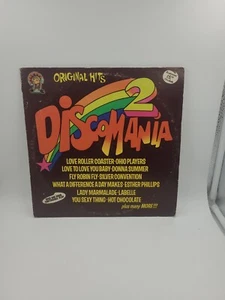 ORIGINAL HITS
2
DISCOMANIA
LOVE ROLLER COASTER-OHIO PLAYERS
LOVE TO LOVE YOU BABY-DONNA SUMMER
FLY ROBIN FLY-SILVER CONVENTION
WHAT A DIFFERENCE A DAY MAKES-ESTHER PHILLIPS
LADY MARMALADE-LABELLE
YOU SEXY THING-HOT CHOCOLATE
plus many MORE!!!